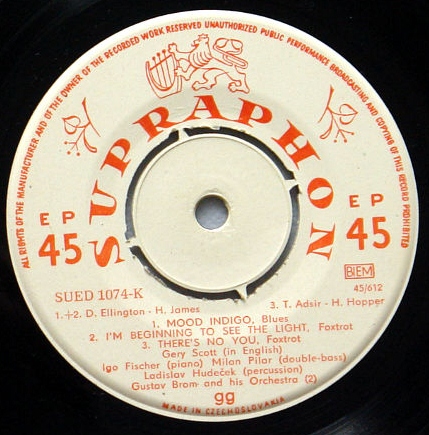 ALL RIGHTS OF THE MANUFACTURER AND OF THE OWNER OF THE RECORDED WORK RESERVED UNAUTHORIZED PUBLIC PERFORMANCE BROADCASTING AND COPYING OF THIS RECORD PROHIBITED
SUPRAPHON
EP
45
EP
45
BIEM
SUED 1074-K
45/612
1.+2. D. Ellington - H. James
3. T. Adsir - H. Hopper
1. MOOD INDIGO, Blues
2. I'M BEGINNING TO SEE THE LIGHT, Foxtrot
3. THERE'S NO YOU, Foxtrot
Gery Scott (in English)
Igo Fischer (piano) Milon Pilar (double-bass)
Ladislav Hudeček (percussion)
Gustav Brom and his Orchestra (2)
gg
MADE IN CZECHOSLOVAKIA